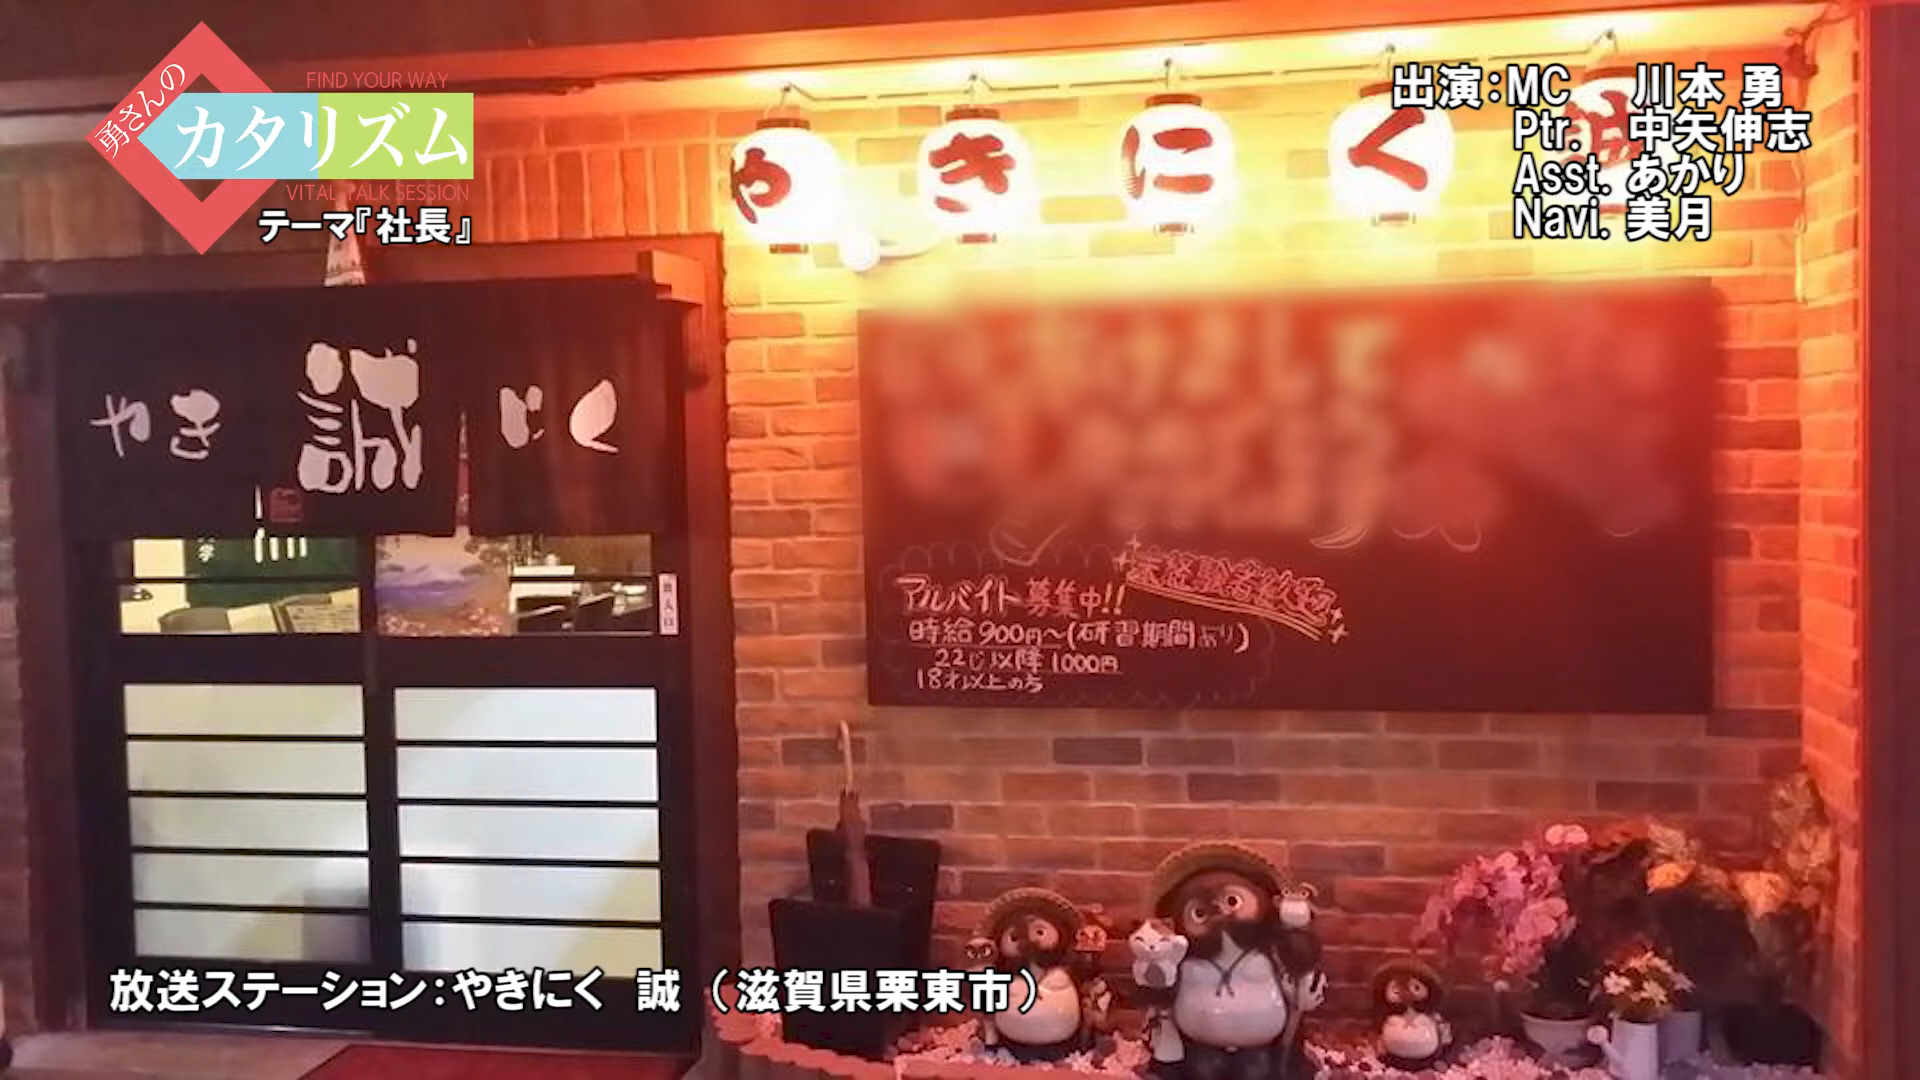 FIND YOUR WAY
勇さんの
カタリズム
VITAL TALK SESSION
テーマ『社長』
出演：MC 川本 勇
Ptr. 中矢伸志
Asst. あかり
Navi. 美月
やきにく 誠
やき 誠 にく
アルバイト募集中!!
未経験者歓迎
時給900円～(研習期間あり)
22じ以降1000円
18才以上の方
放送ステーション：やきにく 誠 （滋賀県栗東市）